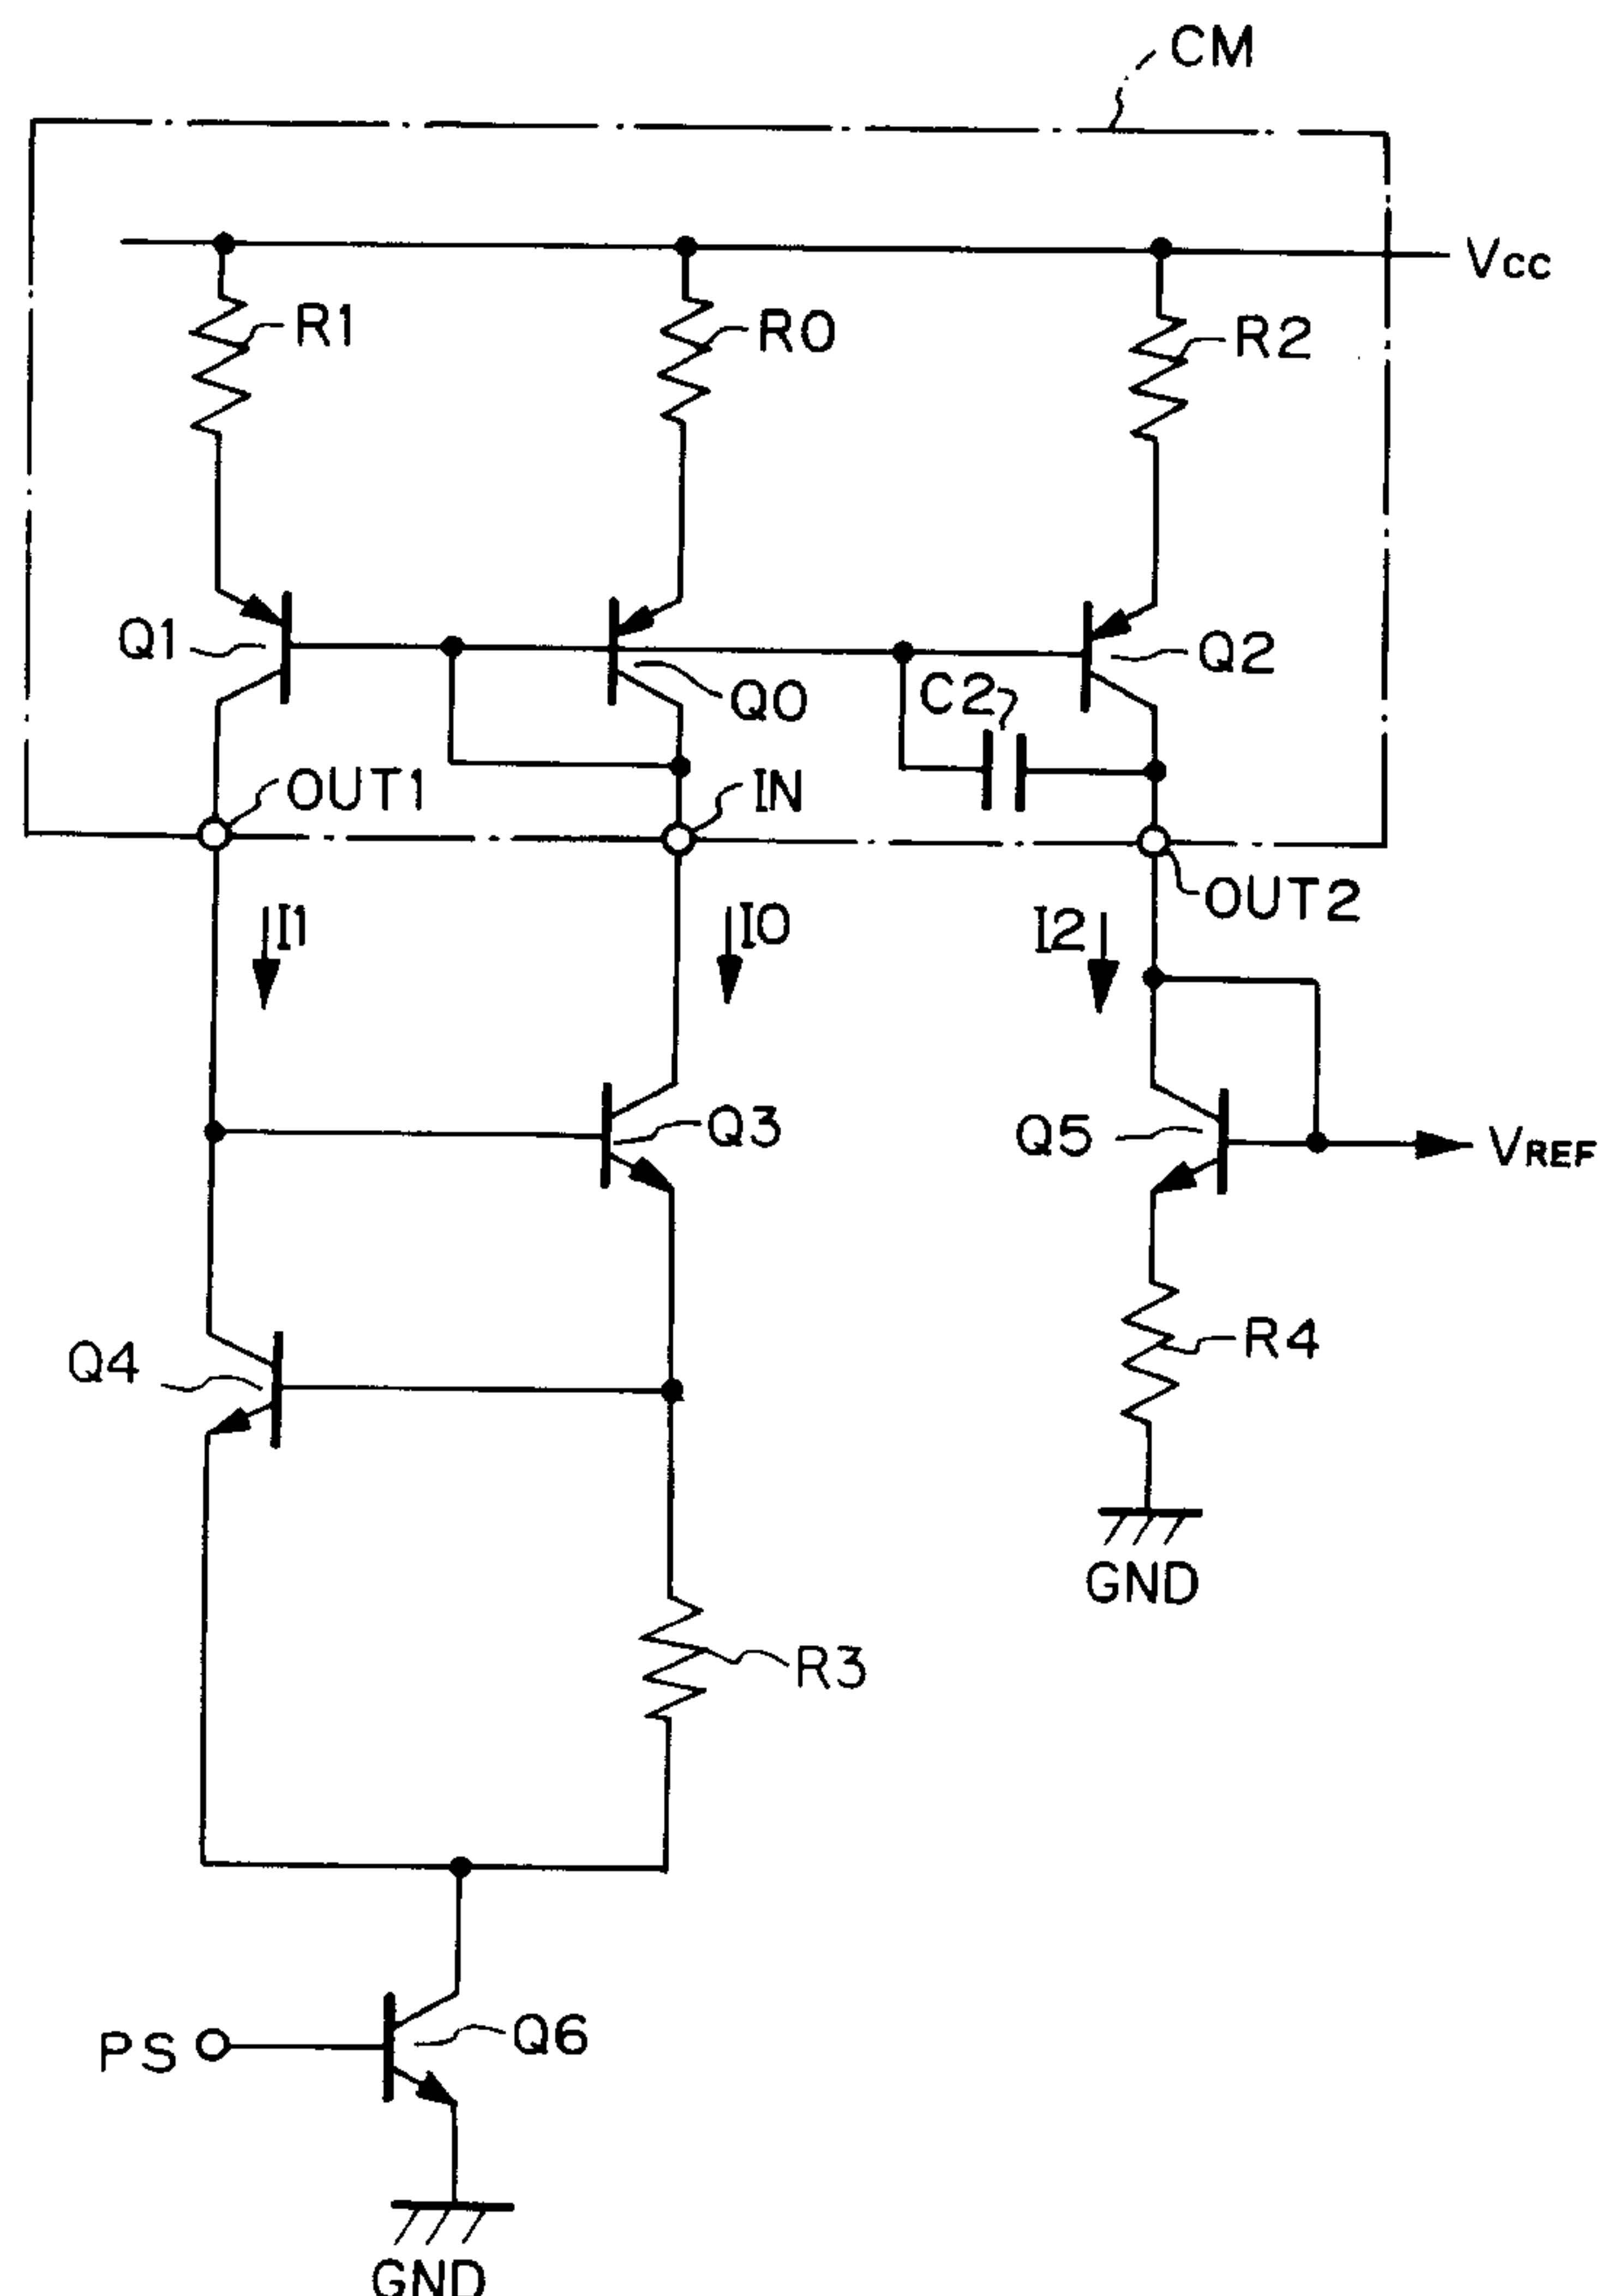 CM
Vcc
R1
R0
R2
Q1
Q0
Q2
C2
OUT1
IN
OUT2
I1
I0
I2
Q3
Q5
VREF
Q4
R4
GND
R3
PS
Q6
GND